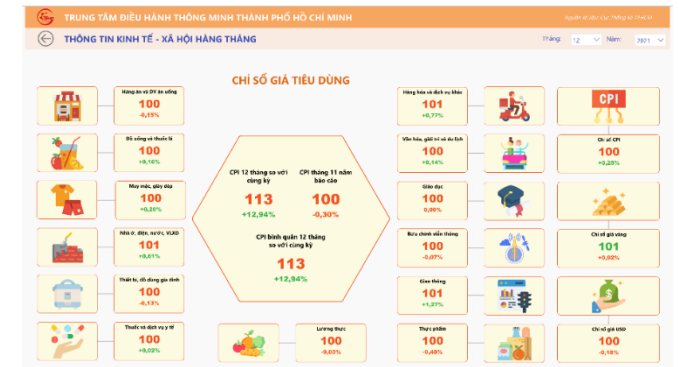 TRUNG TÂM ĐIỀU HÀNH THÔNG MINH THÀNH PHỐ HỒ CHÍ MINH
THÔNG TIN KINH TẾ - XÃ HỘI HÀNG THÁNG
Tháng: 12 Năm: 2021
CHỈ SỐ GIÁ TIÊU DÙNG
Hàng ăn và DV ăn uống
100
-0,15%
Đồ uống và thuốc lá
100
+0,16%
May mặc, giày dép
100
+0,20%
Nhà ở, điện, nước, VLXD
101
+0,61%
Thiết bị, đồ dùng gia đình
100
-0,13%
Thuốc và dịch vụ y tế
100
+0,02%
CPI 12 tháng so với
cùng kỳ
113
+12,94%
CPI tháng 11 năm
báo cáo
100
-0,30%
CPI bình quân 12 tháng
so với cùng kỳ
113
+12,94%
Lương thực
100
-0,03%
Hàng hóa và dịch vụ khác
101
+0,77%
Văn hóa, giải trí và du lịch
100
+0,14%
Giáo dục
100
0,00%
Bưu chính viễn thông
100
-0,07%
Giao thông
101
+1,27%
Thực phẩm
100
-0,48%
CPI
Chỉ số CPI
100
+0,28%
Chỉ số giá vàng
101
+0,92%
Chỉ số giá USD
100
-0,18%